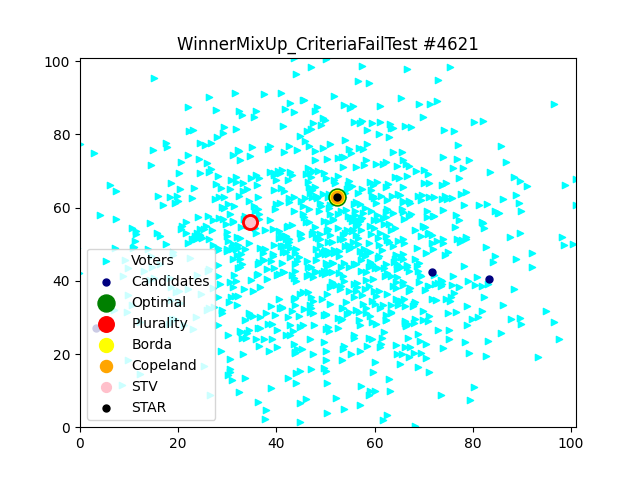 WinnerMixUp_CriteriaFailTest #4621
100
80
60
40
20
0
0 20 40 60 80 100
Voters
Candidates
Optimal
Plurality
Borda
Copeland
STV
STAR